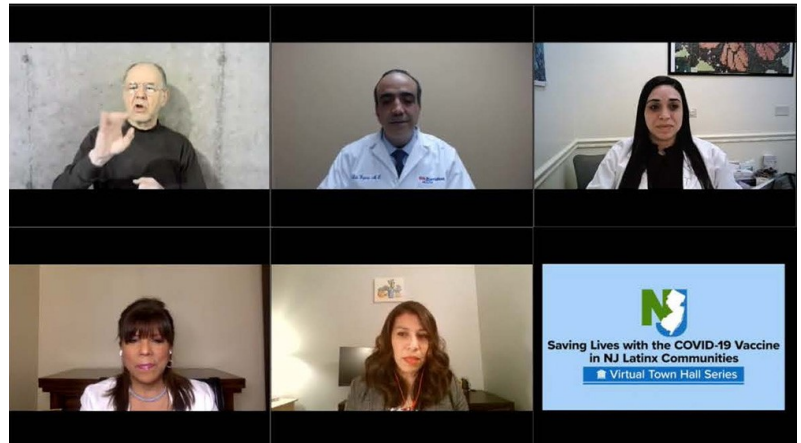 NJ
Saving Lives with the COVID-19 Vaccine
in NJ Latinx Communities
Virtual Town Hall Series